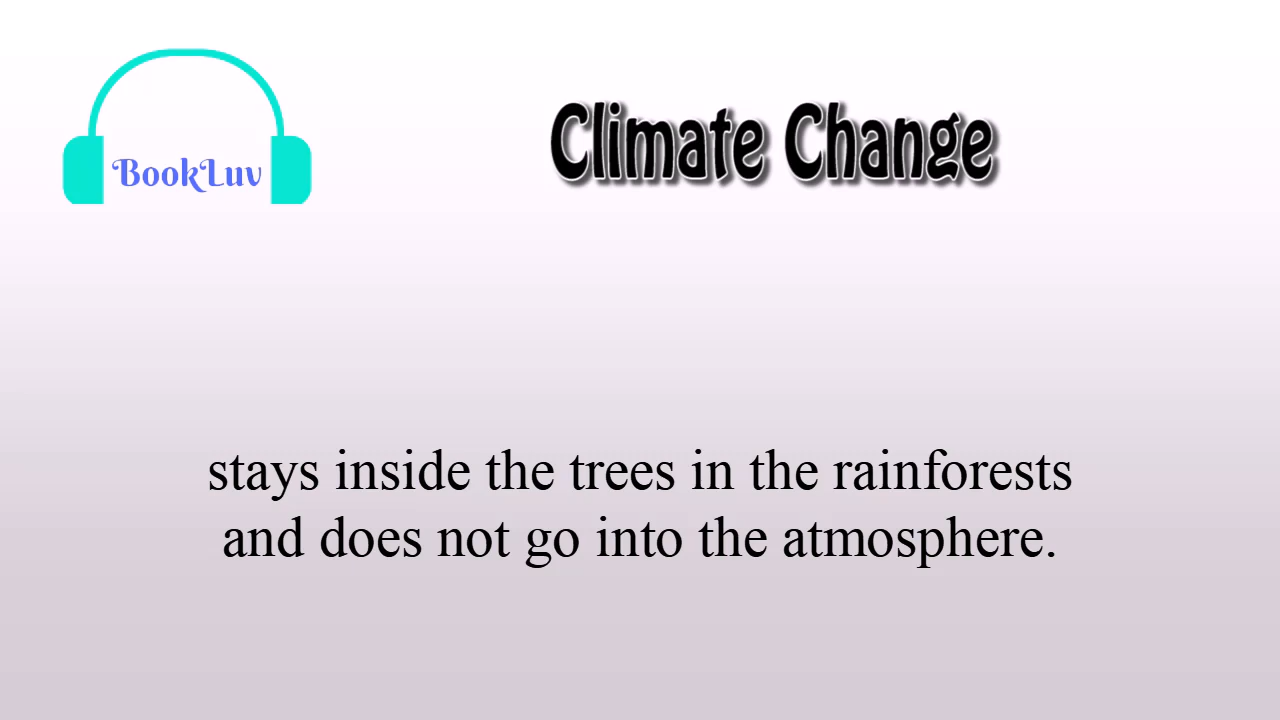 BookLuv
Climate Change
stays inside the trees in the rainforests
and does not go into the atmosphere.